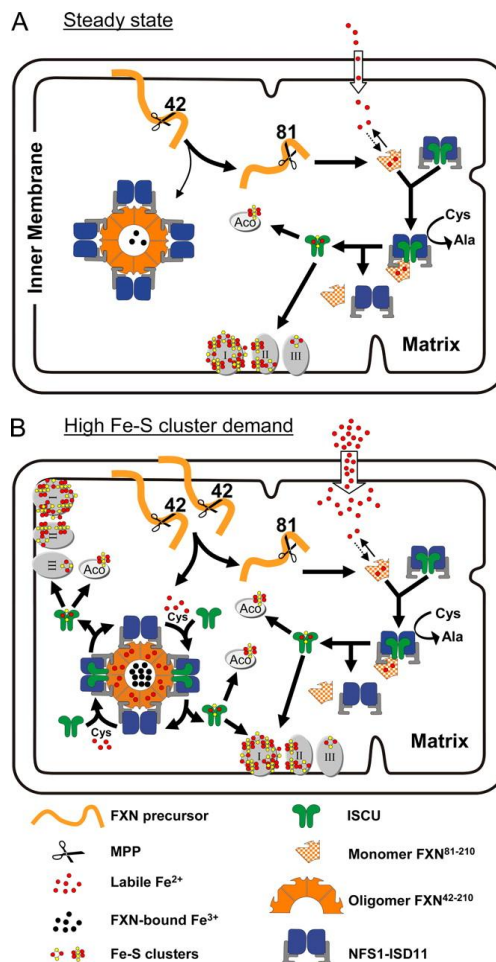 A Steady state
42
81
Inner Membrane
Aco
Cys
Ala
I
II
III
Matrix
B High Fe-S cluster demand
42
42
81
I
II
III
Aco
Cys
Aco
Aco
Cys
Ala
Cys
I
II
III
Matrix
FXN precursor
ISCU
MPP
Monomer FXN81-210
Labile Fe2+
Oligomer FXN42-210
FXN-bound Fe3+
Fe-S clusters
NFS1-ISD11